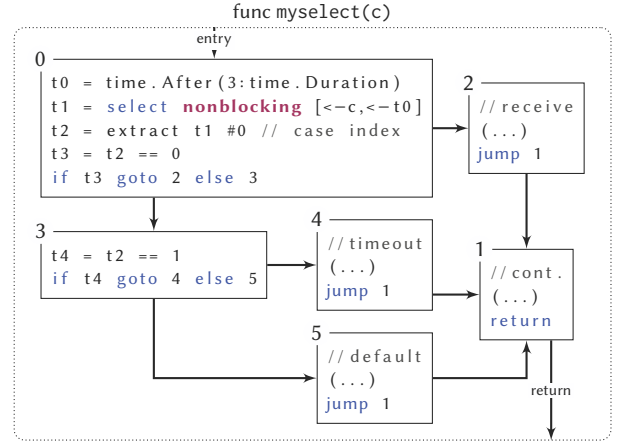 func myselect(c)
entry
0
t0 = time.After(3:time.Duration)
t1 = select nonblocking [<-c,<-t0]
t2 = extract t1 #0 // case index
t3 = t2 == 0
if t3 goto 2 else 3
2
//receive
(...)
jump 1
3
t4 = t2 == 1
if t4 goto 4 else 5
4
//timeout
(...)
jump 1
1
//cont.
(...)
return
5
//default
(...)
jump 1
return